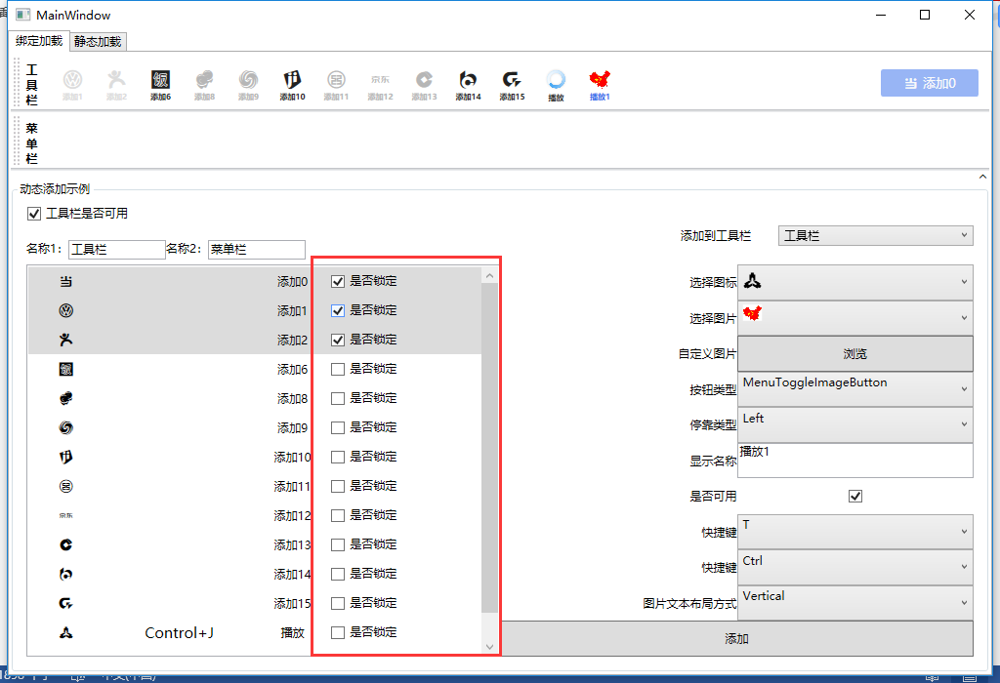 MainWindow
绑定加载 静态加载
工具栏
添加1 添加2 添加6 添加8 添加9 添加10 添加11 京东 添加12 添加13 添加14 添加15 播放 播放1
当 添加0
菜单栏
动态添加示例
工具栏是否可用
添加到工具栏 工具栏
名称1： 工具栏 名称2： 菜单栏
当 添加0 是否锁定
添加1 是否锁定
添加2 是否锁定
添加6 是否锁定
添加8 是否锁定
添加9 是否锁定
添加10 是否锁定
添加11 是否锁定
京东 添加12 是否锁定
添加13 是否锁定
添加14 是否锁定
添加15 是否锁定
Control+J 播放 是否锁定
选择图标
选择图片
自定义图片 浏览
按钮类型 MenuToggleImageButton
停靠类型 Left
显示名称 播放1
是否可用
快捷键 T
快捷键 Ctrl
图片文本布局方式 Vertical
添加